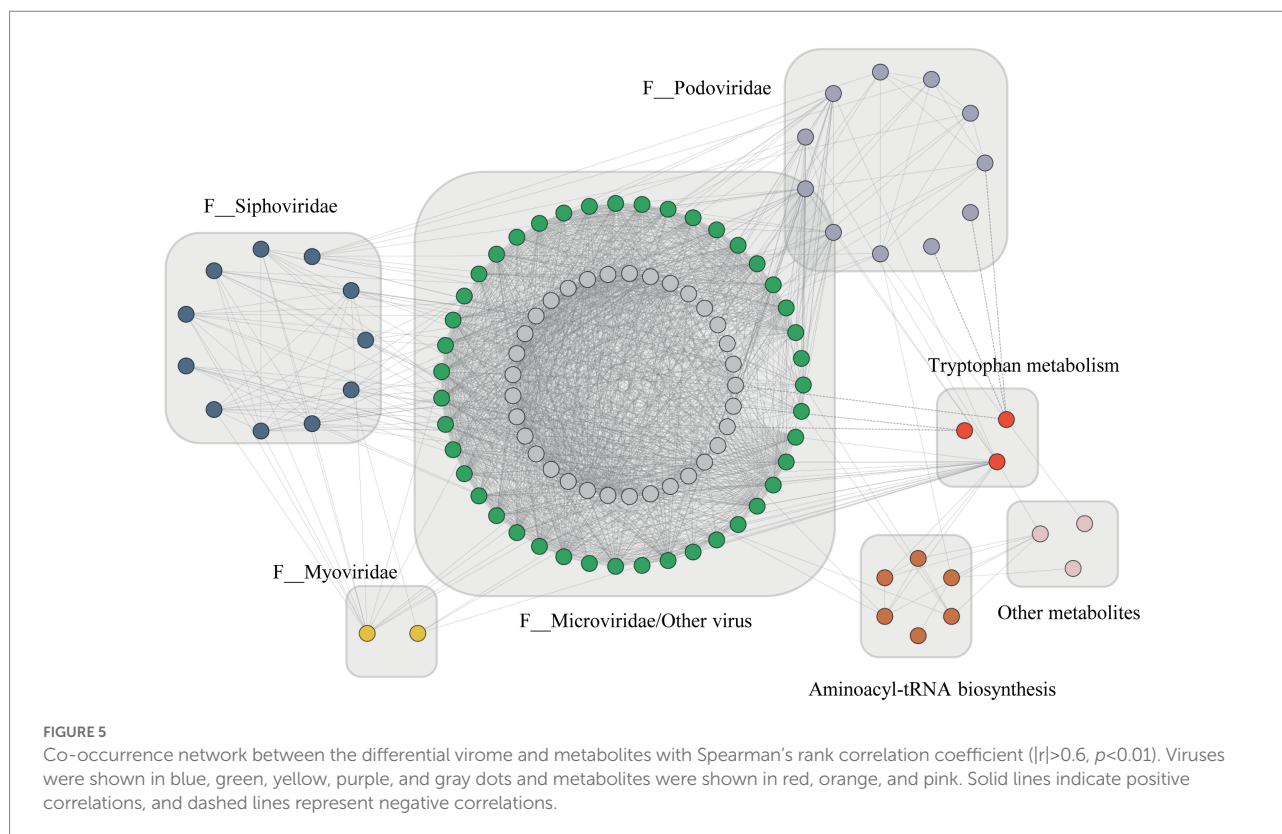 F__Podoviridae
F__Siphoviridae
Tryptophan metabolism
F__Myoviridae
F__Microviridae/Other virus
Other metabolites
Aminoacyl-tRNA biosynthesis
FIGURE 5
Co-occurrence network between the differential virome and metabolites with Spearman’s rank correlation coefficient (|r|>0.6, p<0.01). Viruses
were shown in blue, green, yellow, purple, and gray dots and metabolites were shown in red, orange, and pink. Solid lines indicate positive
correlations, and dashed lines represent negative correlations.